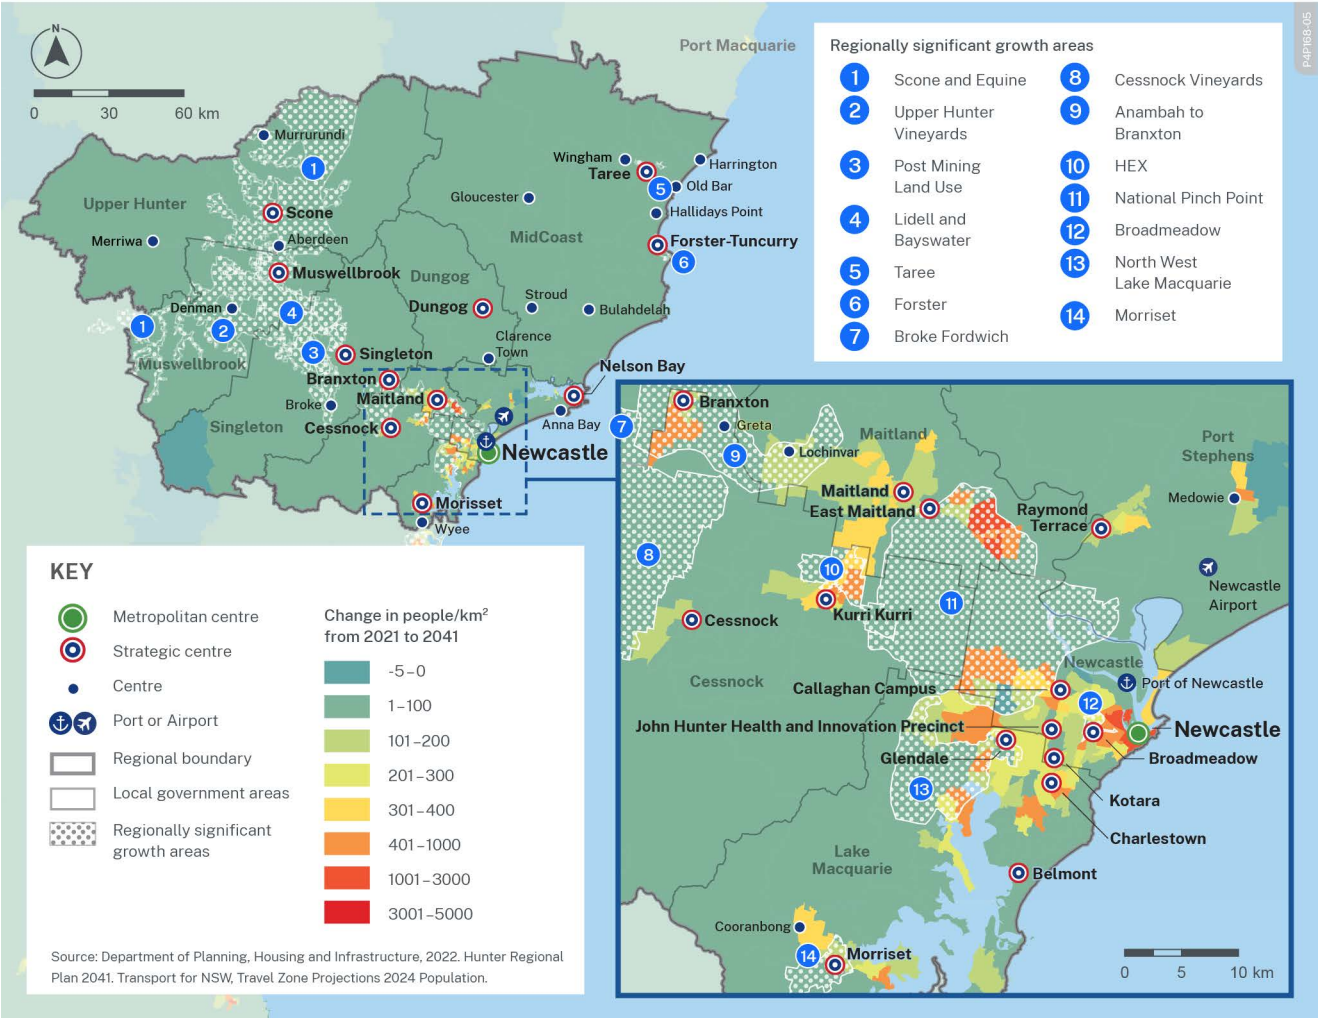 P4P168-05
N
0 30 60 km
Port Macquarie
Regionally significant growth areas
1 Scone and Equine
2 Upper Hunter
Vineyards
3 Post Mining
Land Use
4 Lidell and
Bayswater
5 Taree
6 Forster
7 Broke Fordwich
8 Cessnock Vineyards
9 Anambah to
Branxton
10 HEX
11 National Pinch Point
12 Broadmeadow
13 North West
Lake Macquarie
14 Morriset
Murrurundi
1
Wingham
Harrington
Taree
5
Old Bar
Upper Hunter
Gloucester
Scone
Hallidays Point
Merriwa
Aberdeen
MidCoast
Forster-Tuncurry
6
Muswellbrook
Dungog
Denman
4
Dungog
Stroud
Bulahdelah
1
2
Clarence
Town
3
Singleton
Muswellbrook
Nelson Bay
Branxton
Maitland
Broke
Anna Bay
Singleton
Cessnock
Newcastle
Morisset
Wyee
Branxton
7
Greta
9
Lochinvar
Maitland
Port
Stephens
Maitland
East Maitland
Medowie
Raymond
Terrace
8
10
11
Newcastle
Airport
Kurri Kurri
Cessnock
Newcastle
Cessnock
Callaghan Campus
Port of Newcastle
12
John Hunter Health and Innovation Precinct
Newcastle
Glendale
Broadmeadow
13
Kotara
Charlestown
Lake
Macquarie
Belmont
Cooranbong
14
Morriset
0 5 10 km
KEY
Metropolitan centre
Strategic centre
Centre
Port or Airport
Regional boundary
Local government areas
Regionally significant
growth areas
Change in people/km²
from 2021 to 2041
-5–0
1–100
101–200
201–300
301–400
401–1000
1001–3000
3001–5000
Source: Department of Planning, Housing and Infrastructure, 2022. Hunter Regional
Plan 2041. Transport for NSW, Travel Zone Projections 2024 Population.